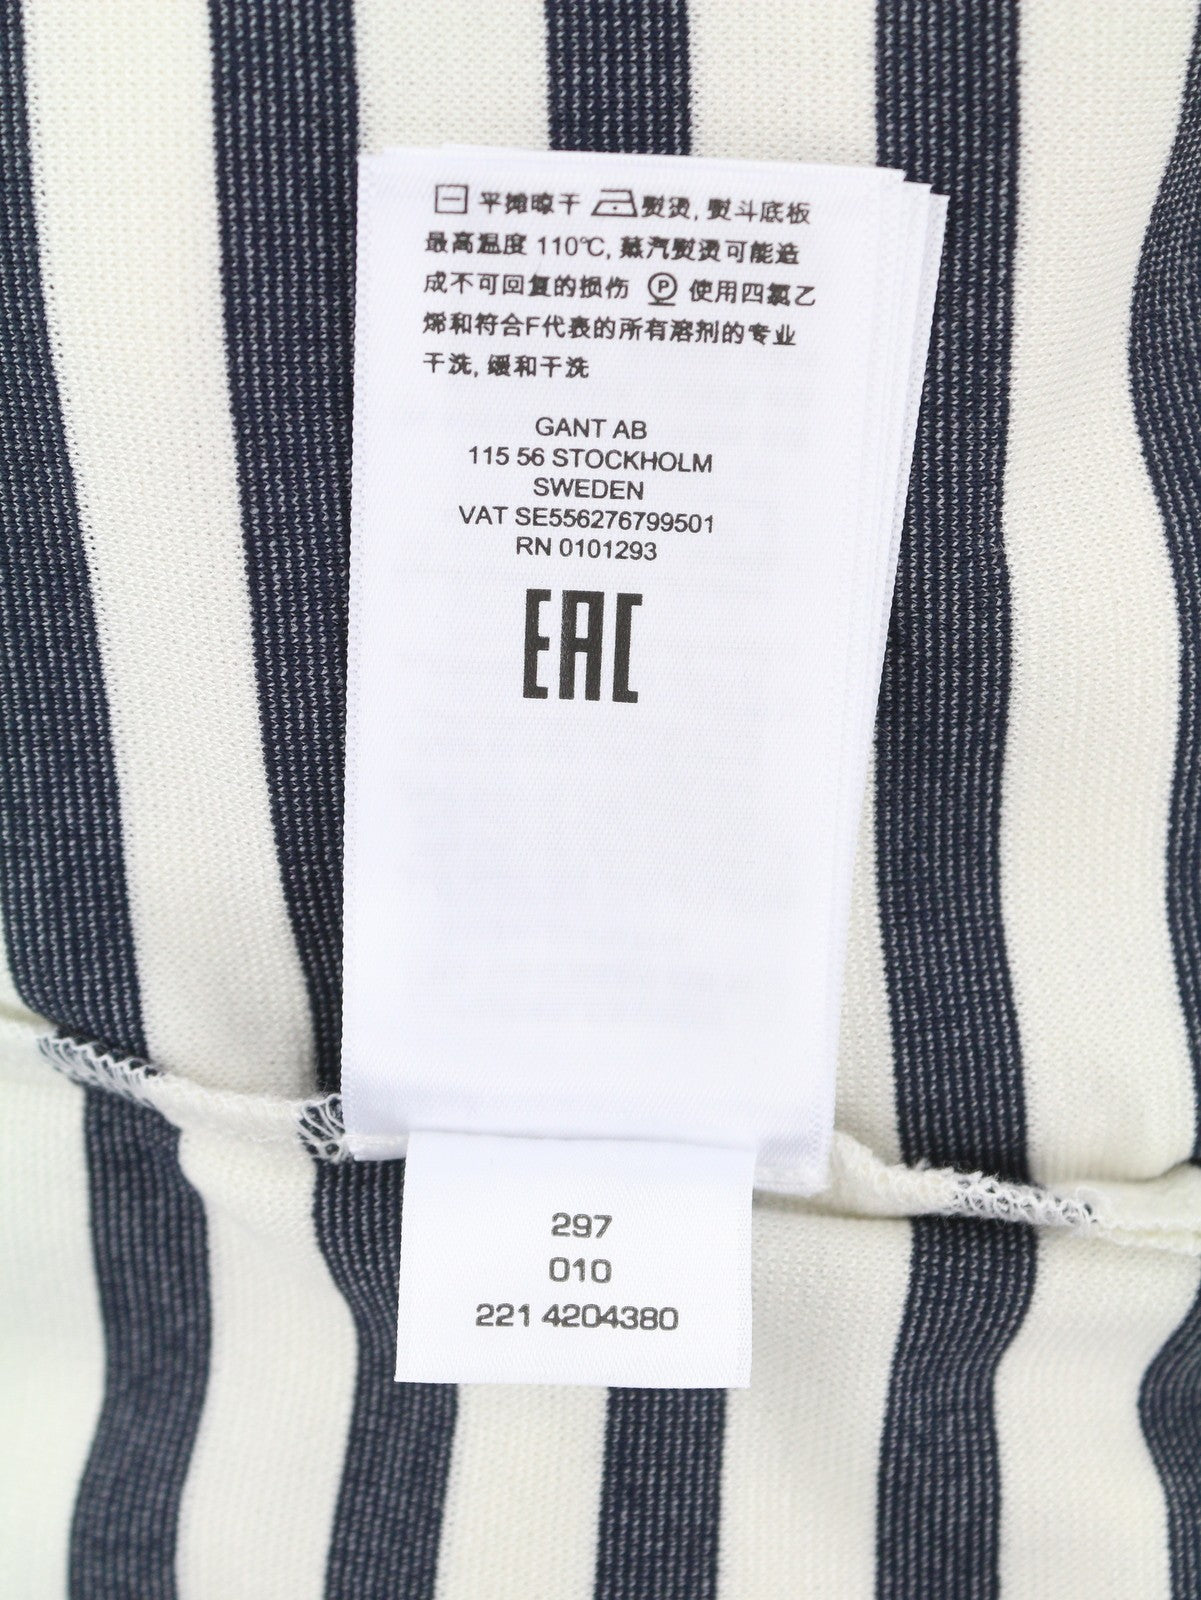 平摊晾干 熨烫, 熨斗底板
最高温度 110℃, 蒸汽熨烫可能造
成不可回复的损伤 Ⓟ 使用四氯乙
烯和符合F代表的所有溶剂的专业
干洗, 缓和干洗
GANT AB
115 56 STOCKHOLM
SWEDEN
VAT SE556276799501
RN 0101293
EAC
297
010
221 4204380